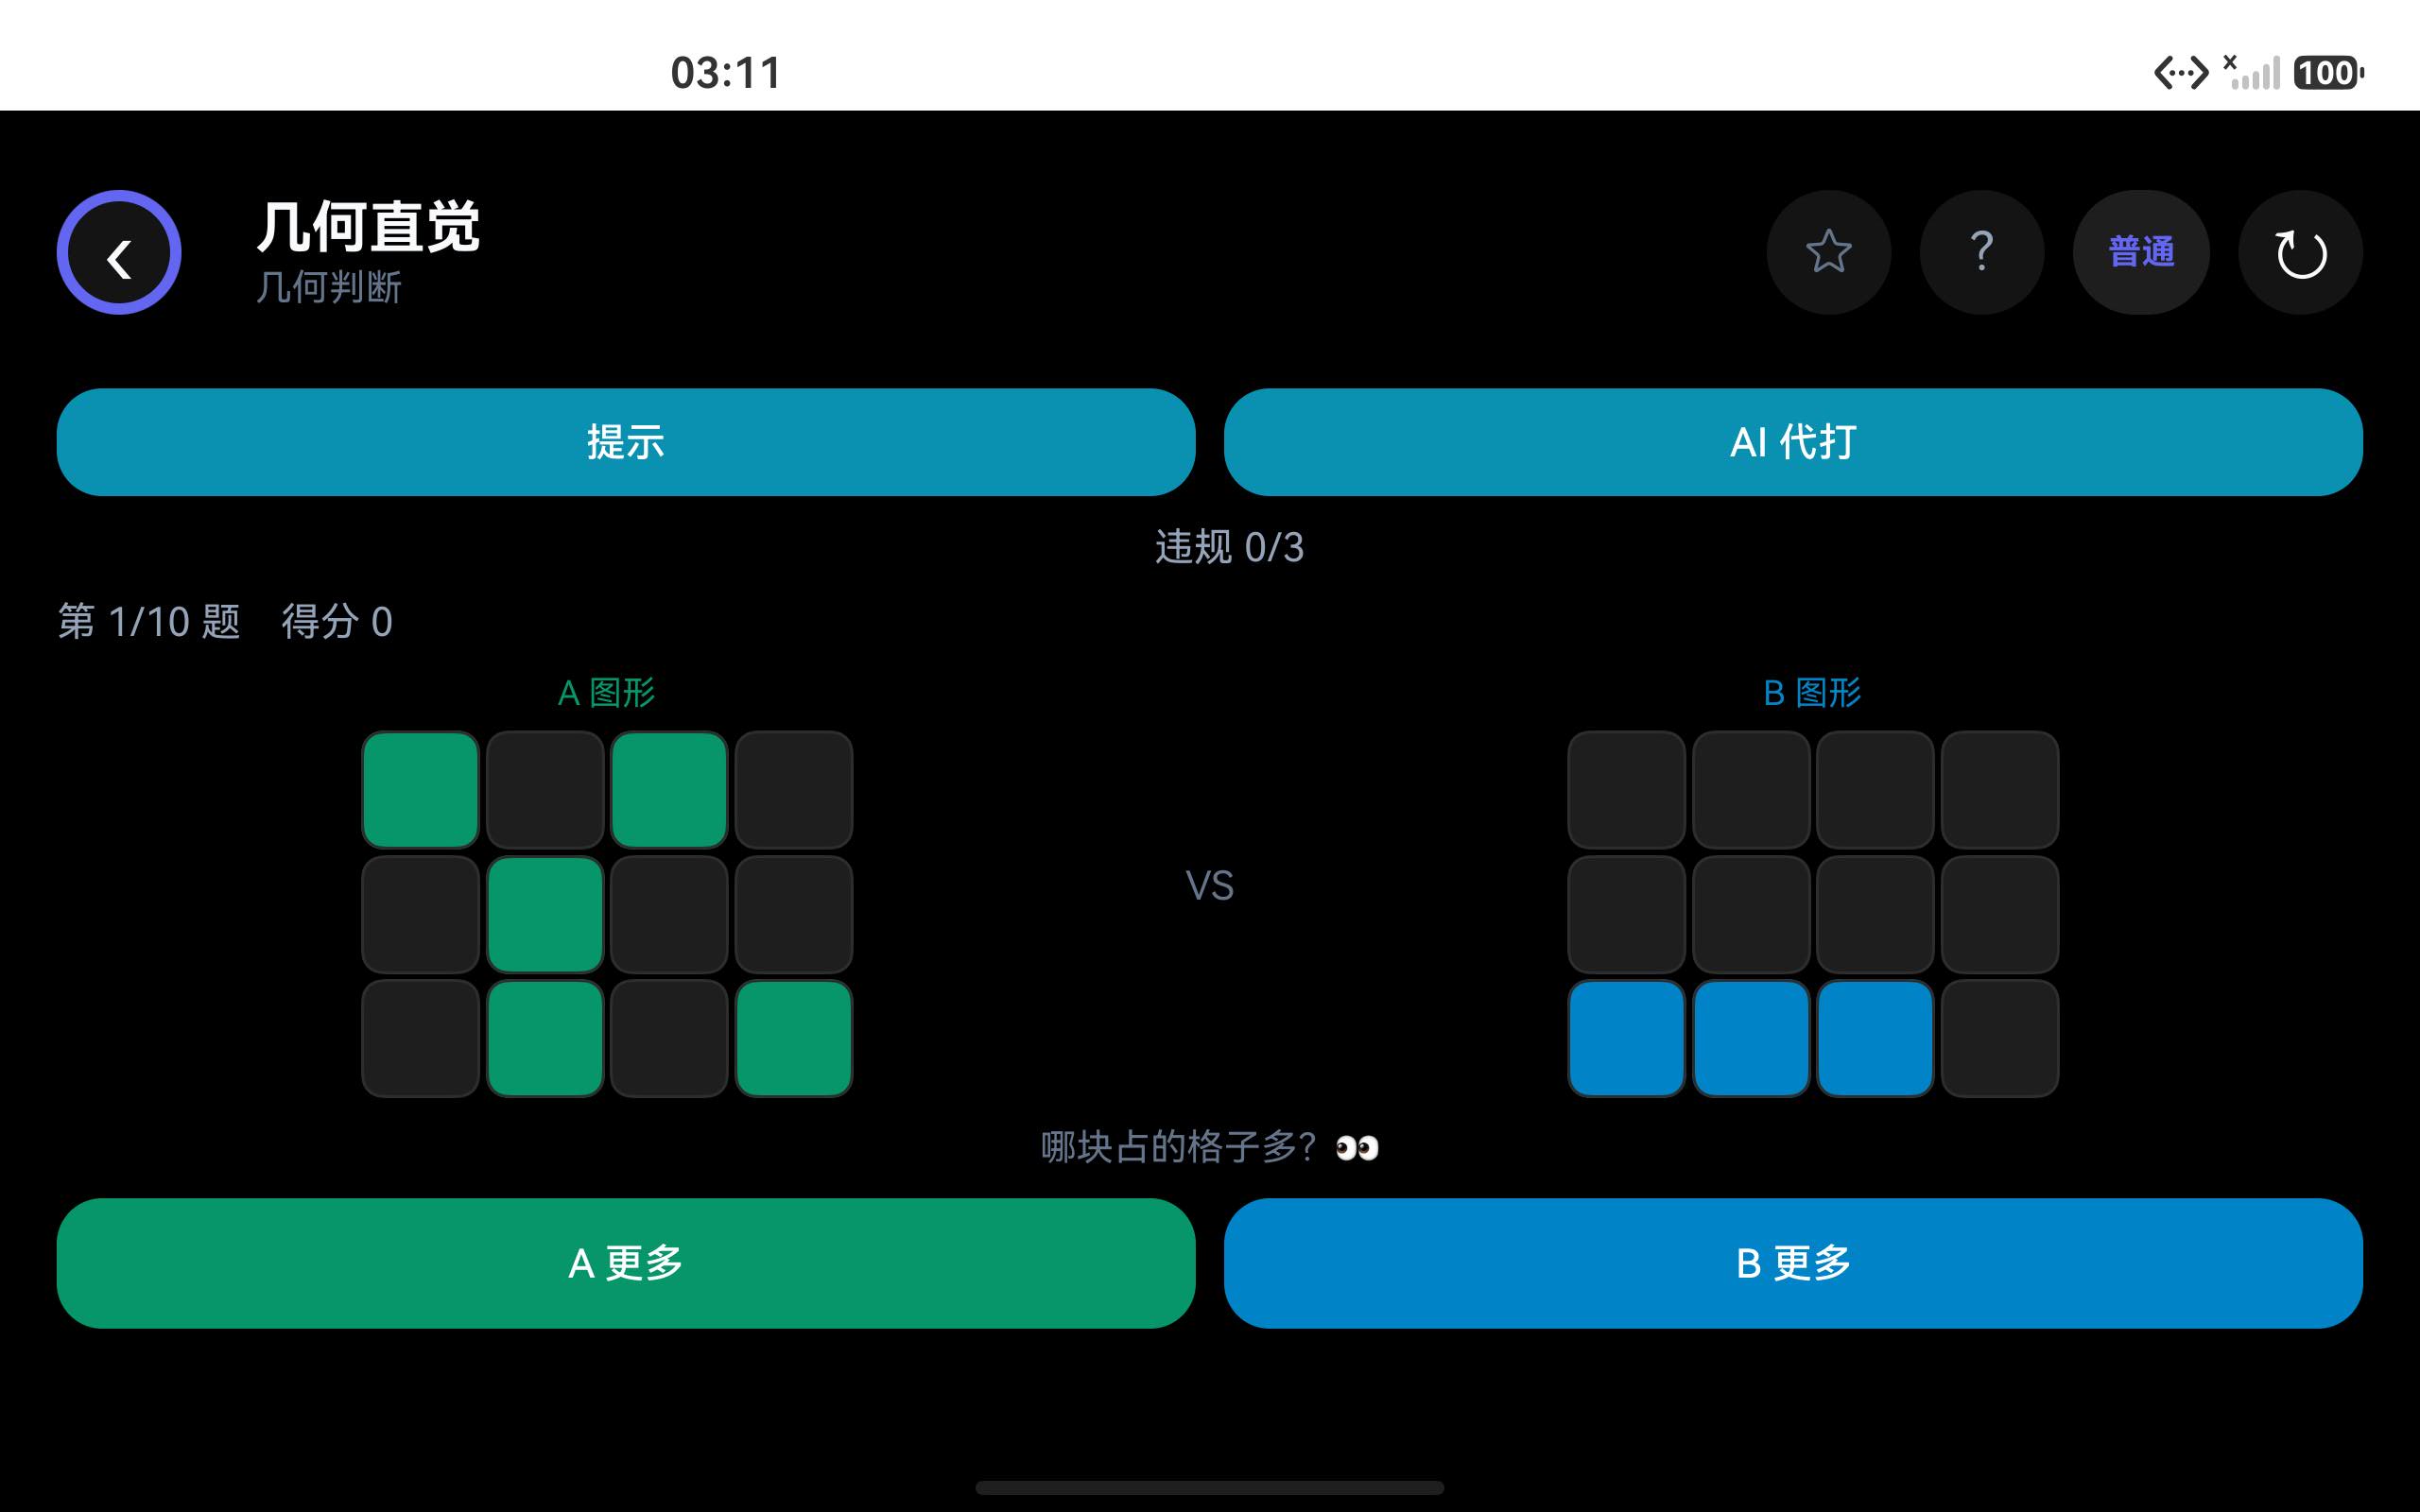 03:11
100
几何直觉
几何判断
?
普通
提示
AI 代打
违规 0/3
第 1/10 题 得分 0
A 图形
B 图形
VS
哪块占的格子多？👀
A 更多
B 更多